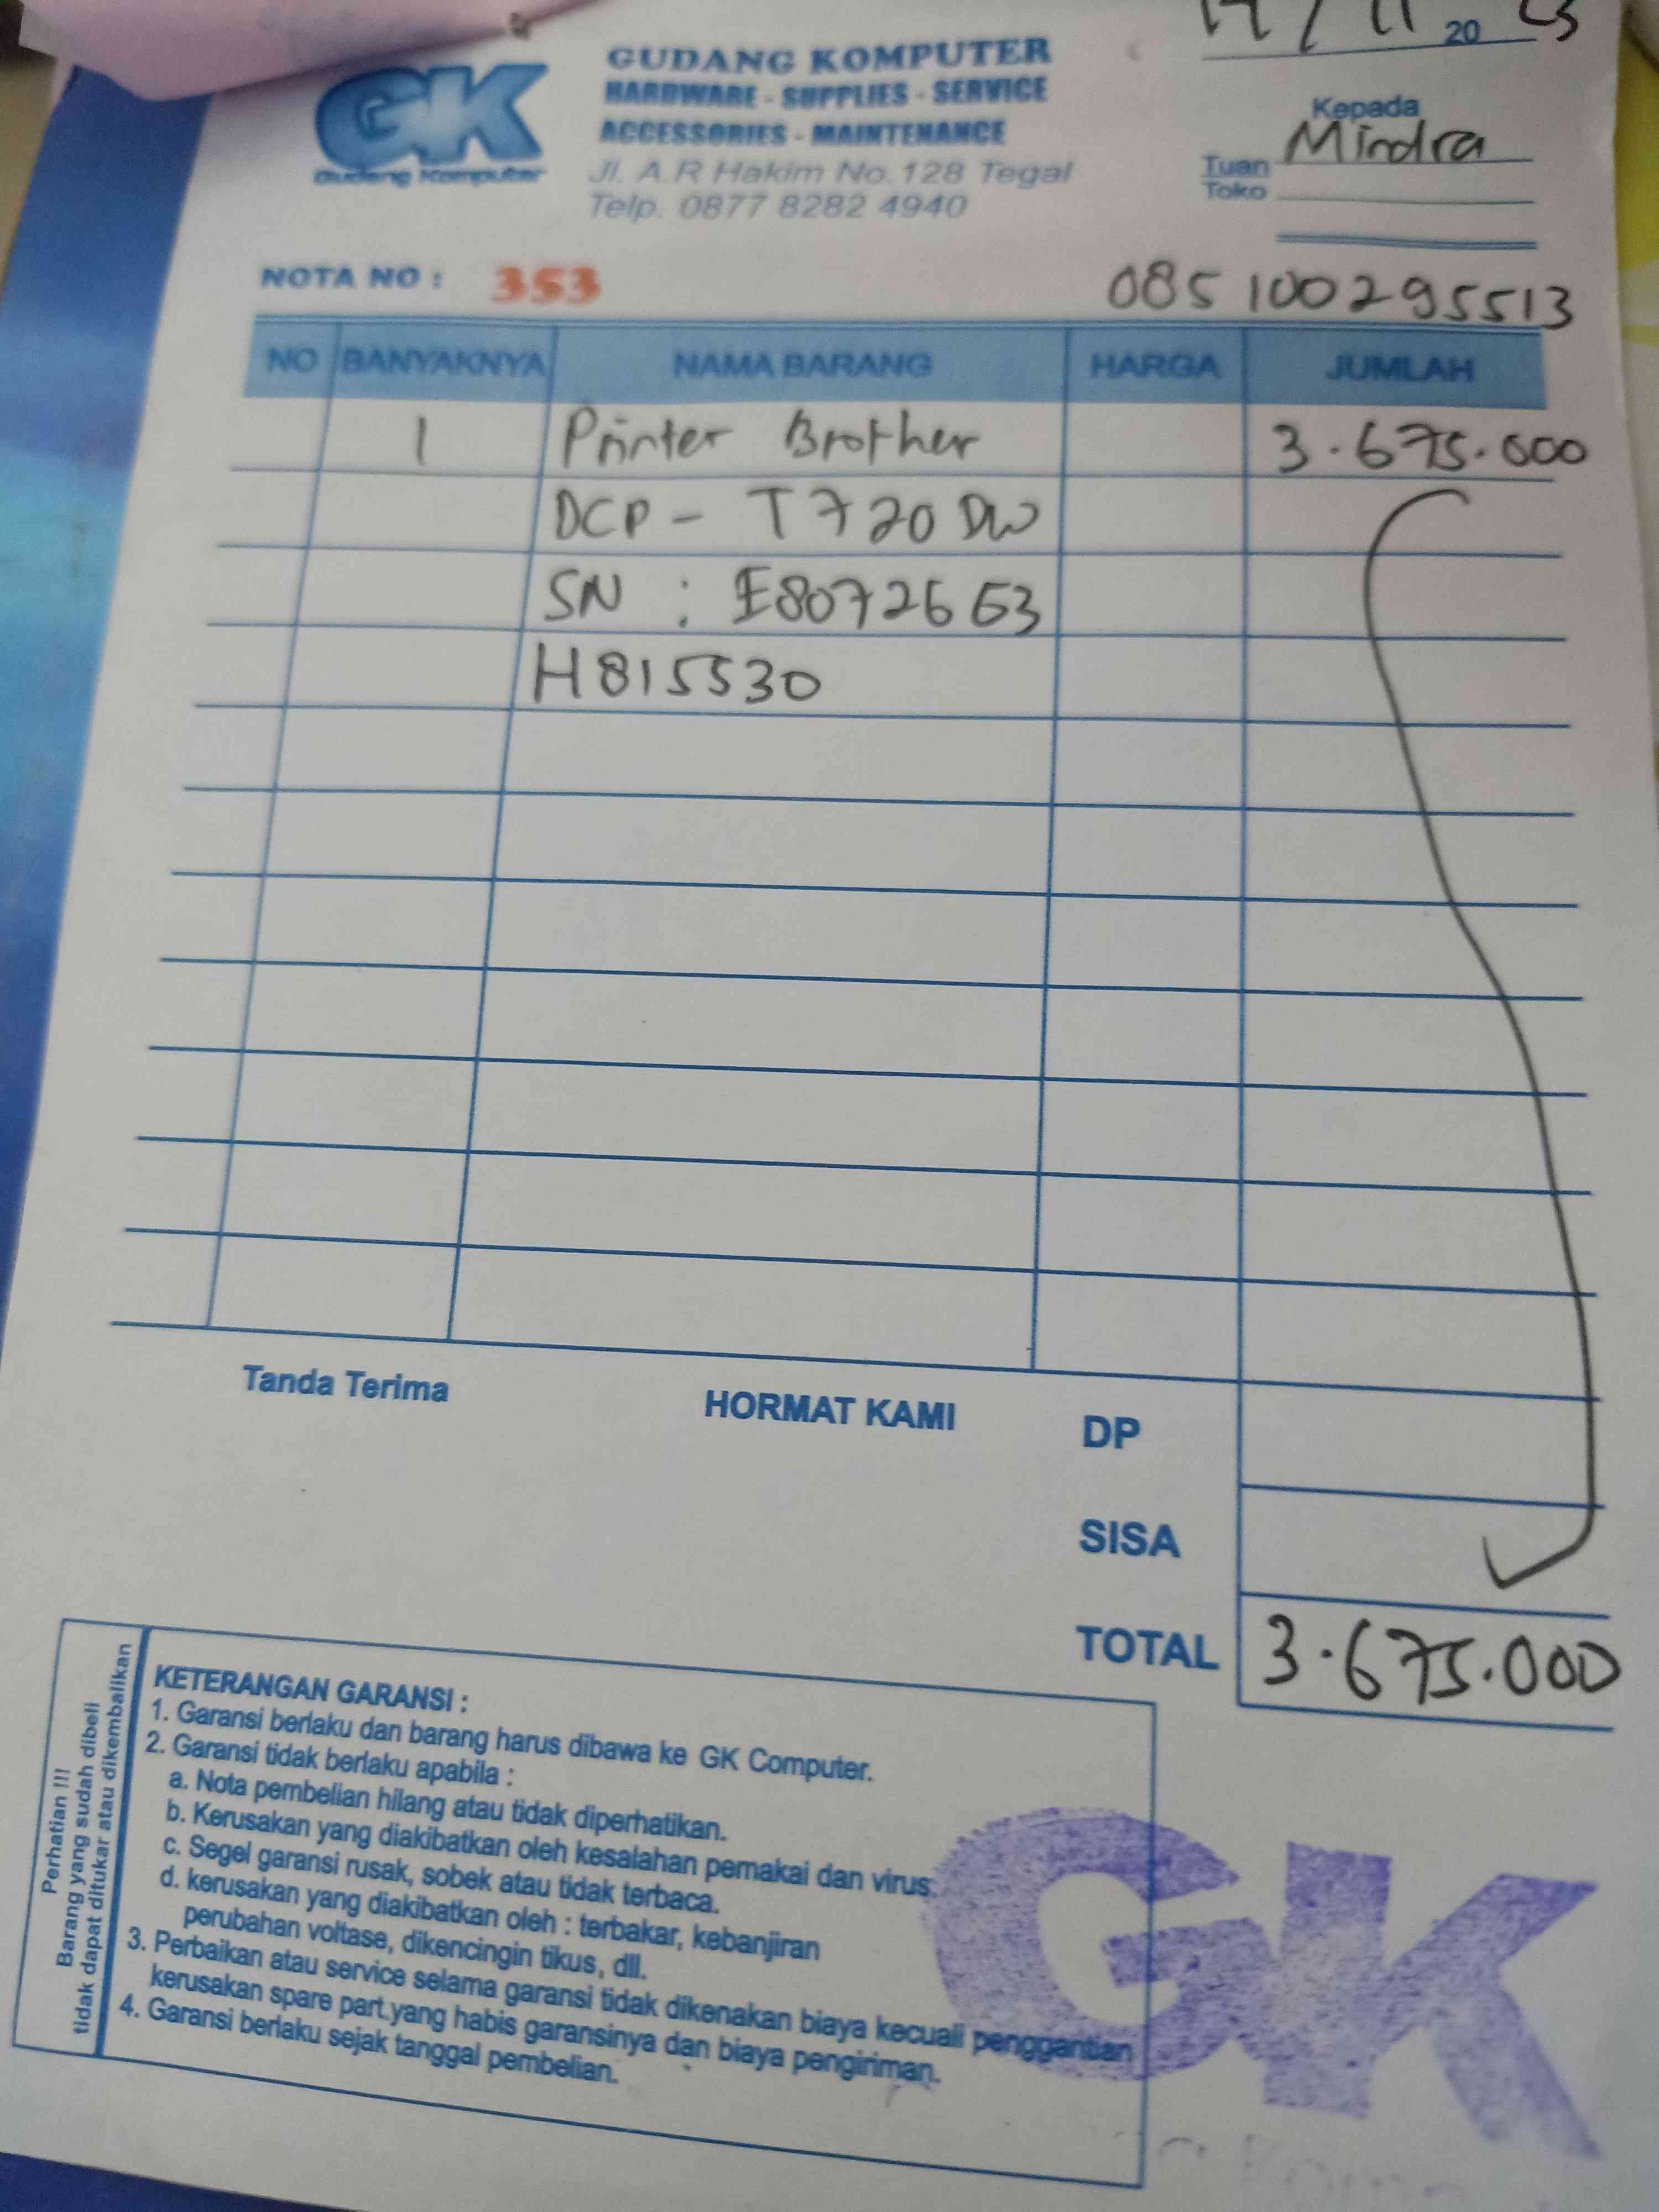 GUDANG KOMPUTER
HARDWARE - SUPPLIES - SERVICE
ACCESSORIES - MAINTENANCE
Jl. A.R Hakim No. 128 Tegal
Telp. 0877 8282 4940
GK
Gudang Komputer
20 23
Kepada
Tuan Mindra
Toko
NOTA NO : 353
085 100295513
NO BANYAKNYA NAMA BARANG HARGA JUMLAH
1 Printer Brother 3.675.000
DCP - T720 DW
SN : E807266 3
H815530
Tanda Terima
HORMAT KAMI
DP
SISA
TOTAL 3.675.000
Perhatian !!!
Barang yang sudah dibeli
tidak dapat ditukar atau dikembalikan
KETERANGAN GARANSI :
1. Garansi berlaku dan barang harus dibawa ke GK Computer.
2. Garansi tidak berlaku apabila :
a. Nota pembelian hilang atau tidak diperhatikan.
b. Kerusakan yang diakibatkan oleh kesalahan pemakai dan virus.
c. Segel garansi rusak, sobek atau tidak terbaca.
d. kerusakan yang diakibatkan oleh : terbakar, kebanjiran
perubahan voltase, dikencingin tikus, dll.
3. Perbaikan atau service selama garansi tidak dikenakan biaya kecuali penggantian
kerusakan spare part.yang habis garansinya dan biaya pengiriman.
4. Garansi berlaku sejak tanggal pembelian.
GK